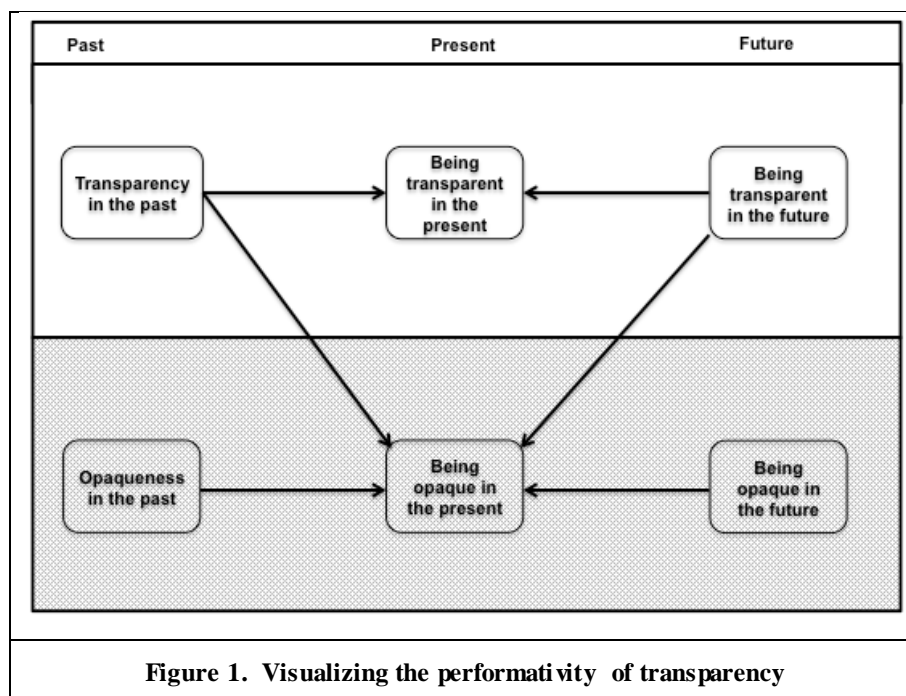 Past Present Future
Transparency
in the past
Being
transparent
in the
present
Being
transparent
in the future
Opaqueness
in the past
Being
opaque in
the present
Being
opaque in
the future
Figure 1. Visualizing the performativity of transparency